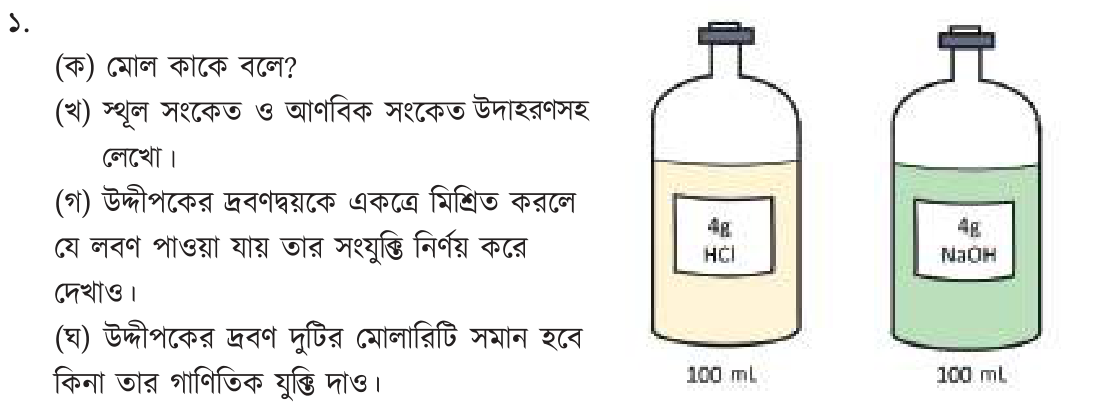 ১.
(ক) মোল কাকে বলে?
(খ) স্থূল সংকেত ও আণবিক সংকেত উদাহরণসহ
লেখো।
(গ) উদ্দীপকের দ্রবণদ্বয়কে একত্রে মিশ্রিত করলে
যে লবণ পাওয়া যায় তার সংযুক্তি নির্ণয় করে
দেখাও।
(ঘ) উদ্দীপকের দ্রবণ দুটির মোলারিটি সমান হবে
কিনা তার গাণিতিক যুক্তি দাও।
4g
HCl
100 mL
4g
NaOH
100 mL